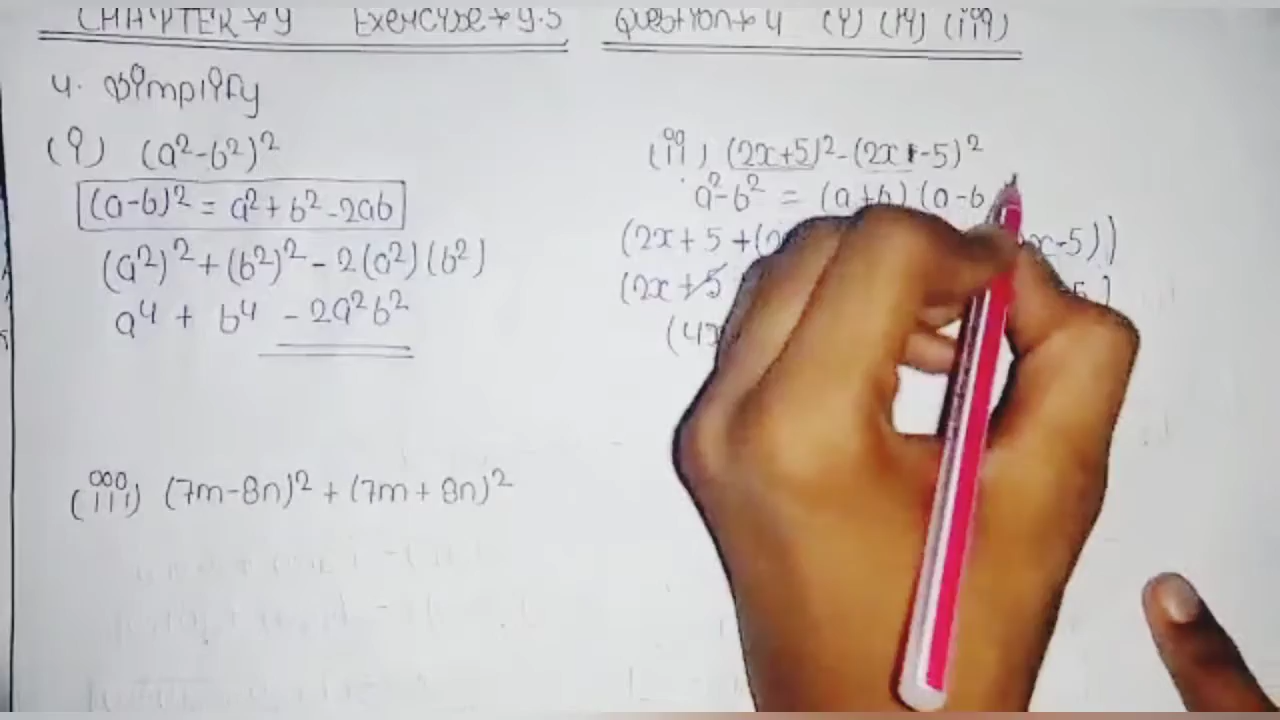 CHAPTER → 9 Exercise → 9.5 Question → 4 (i) (ii) (iii)
4. Simplify
(i) (a²-b²)²
(a-b)² = a²+b²-2ab
(a²)²+(b²)²-2(a²)(b²)
a⁴ + b⁴ -2a²b²
(iii) (7m-8n)²+(7m+8n)²
(ii) (2x+5)²-(2x-5)²
a²-b² = (a+b)(a-b
(2x+5+( x-5))
(2x+5
(4x